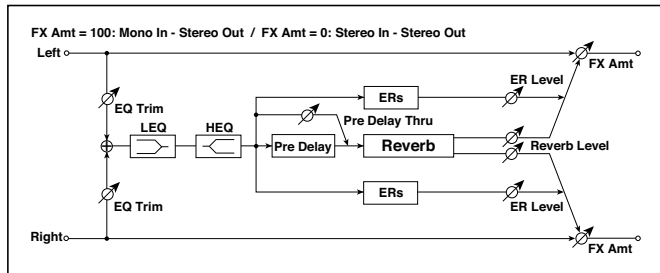 FX Amt = 100: Mono In - Stereo Out / FX Amt = 0: Stereo In - Stereo Out
Left
FX Amt
ER Level
ERs
EQ Trim
Pre Delay Thru
LEQ
HEQ
Pre Delay
Reverb
Reverb Level
ERs
EQ Trim
ER Level
Right
FX Amt